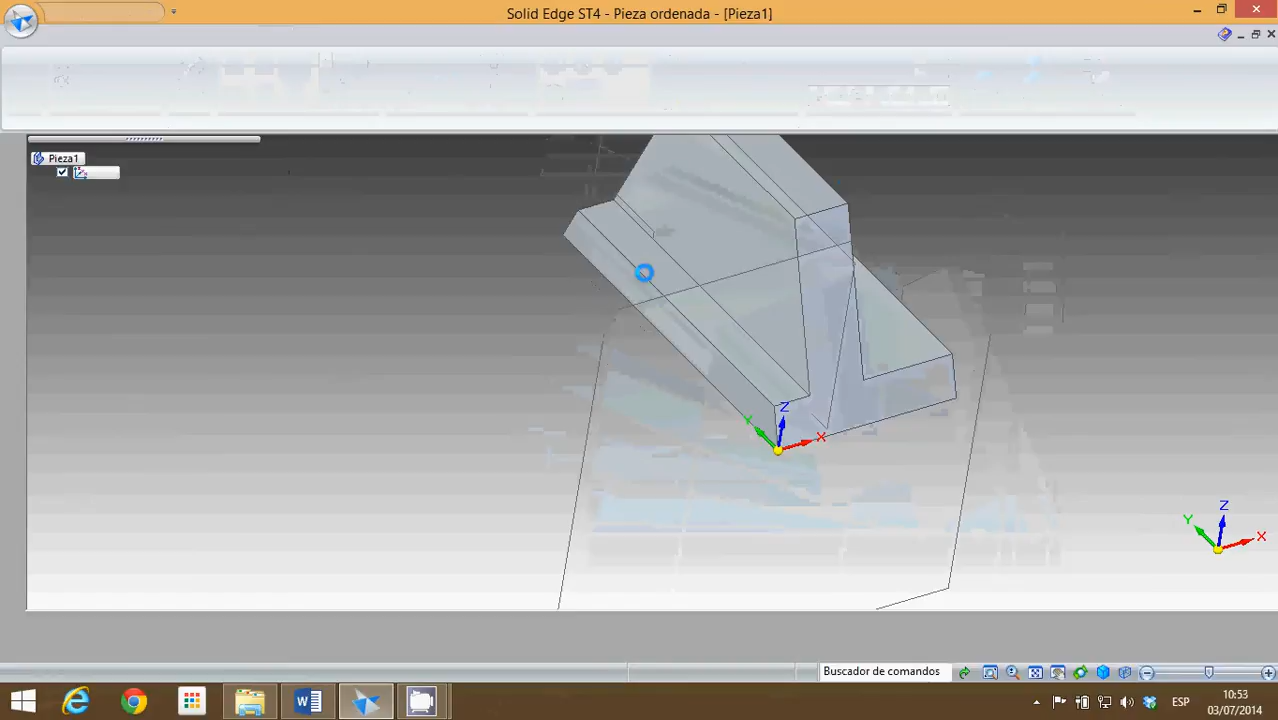 Solid Edge ST4 - Pieza ordenada - [Pieza1]
Pieza1
Z
Y
X
Z
Y
X
Buscador de comandos
W
ESP
10:53
03/07/2014